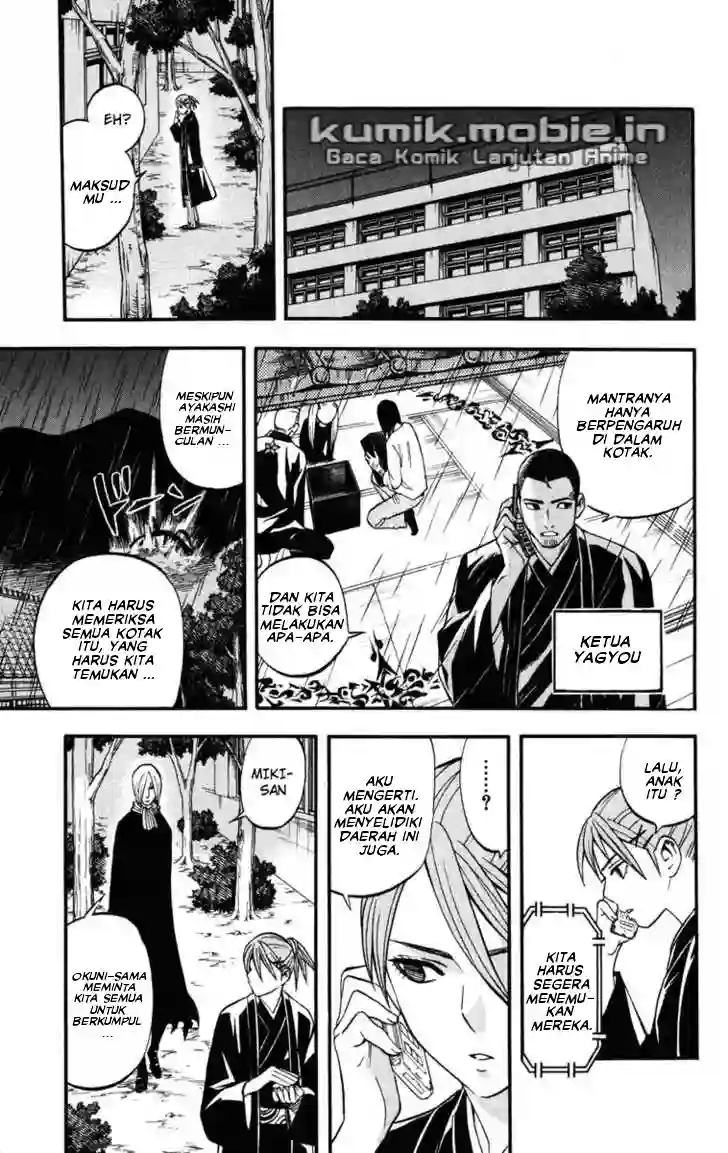 kumik.mobie.in
Baca Komik Lanjutan Anime
EH?
MAKSUD
MU ...
MANTRANYA
HANYA
BERPENGARUH
DI DALAM
KOTAK.
DAN KITA
TIDAK BISA
MELAKUKAN
APA-APA.
KETUA
YAGYOU
MESKIPUN
AYAKASHI
MASIH
BERMUN-
CULAN ...
ドーン
KITA HARUS
MEMERIKSA
SEMUA KOTAK
ITU, YANG
HARUS KITA
TEMUKAN ...
LALU,
ANAK
ITU ?
KITA
HARUS
SEGERA
MENEMU-
KAN
MEREKA.
......
?
AKU
MENGERTI.
AKU AKAN
MENYELIDIKI
DAERAH INI
JUGA.
MIKI-
SAN
OKUNI-SAMA
MEMINTA
KITA SEMUA
UNTUK
BERKUMPUL
...